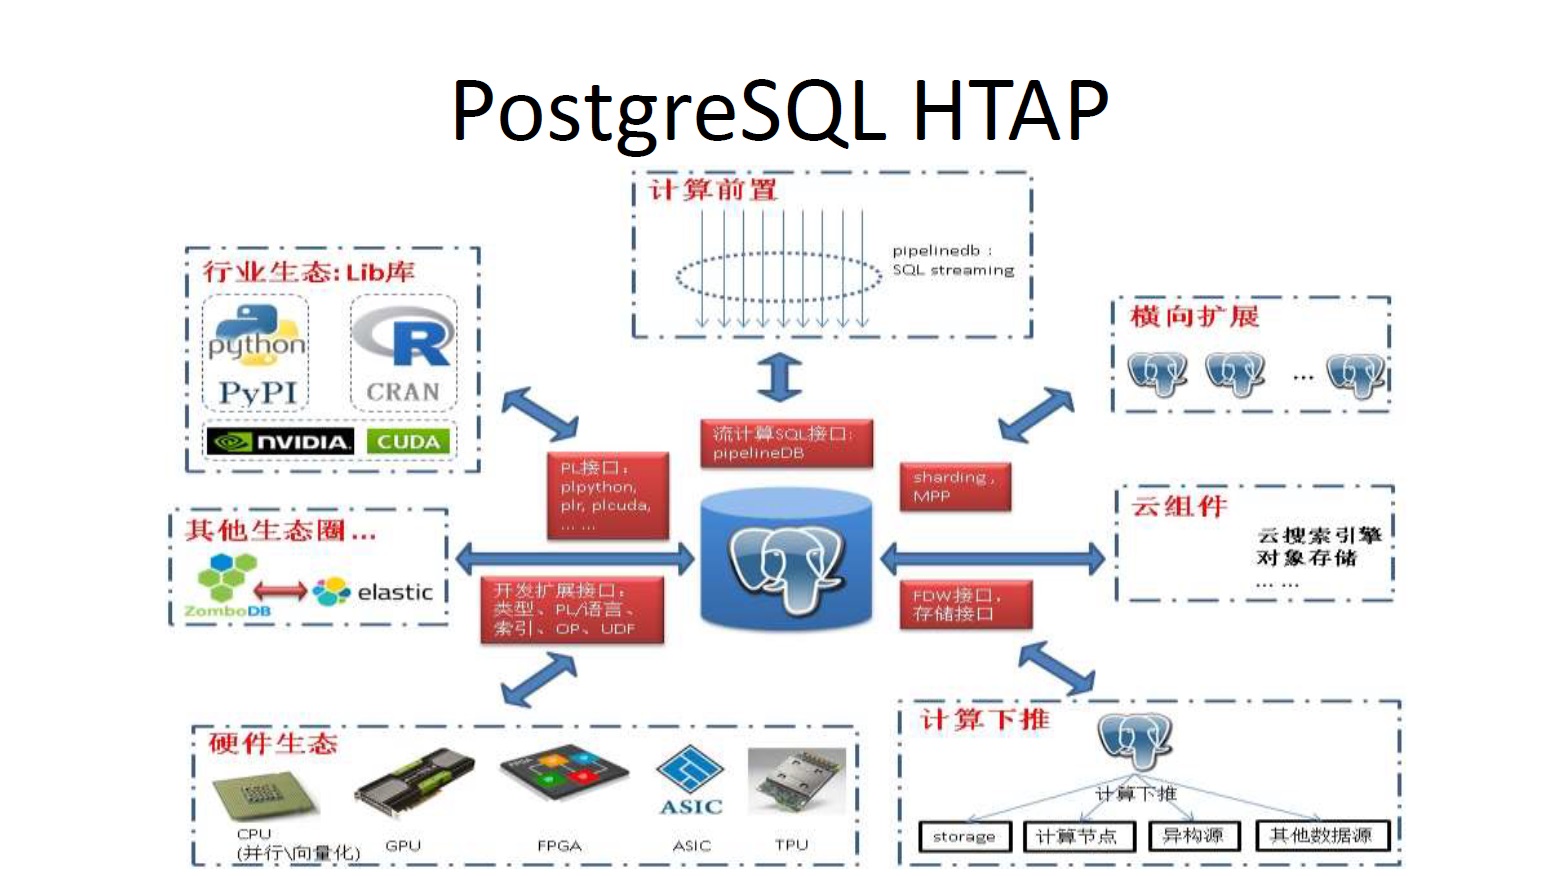 PostgreSQL HTAP
计算前置
pipelinedb：
SQL streaming
行业生态:Lib库
python
PyPI
R
CRAN
NVIDIA.
CUDA
横向扩展
...
流计算SQL接口:
pipelineDB
PL接口：
plpython,
plr, plcuda,
... ...
sharding,
MPP
其他生态圈...
ZomboDB
elastic
云组件
云搜索引擎
对象存储
... ...
开发扩展接口：
类型、PL/语言、
索引、OP、UDF
FDW接口，
存储接口
硬件生态
FPGA
ASIC
CPU
(并行\向量化)
GPU
FPGA
ASIC
TPU
计算下推
计算下推
storage
计算节点
异构源
其他数据源